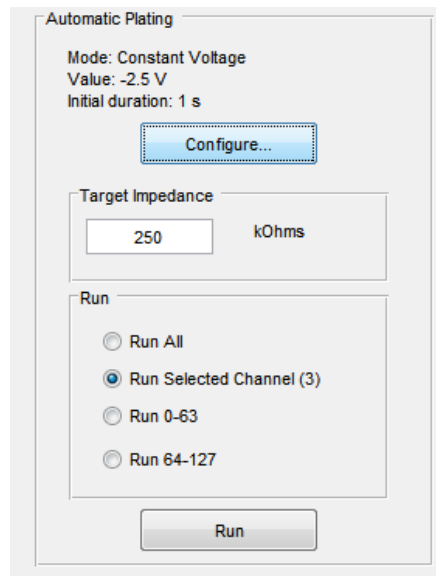 Automatic Plating
Mode: Constant Voltage
Value: -2.5 V
Initial duration: 1 s
Configure...
Target Impedance
250 kOhms
Run
Run All
Run Selected Channel (3)
Run 0-63
Run 64-127
Run